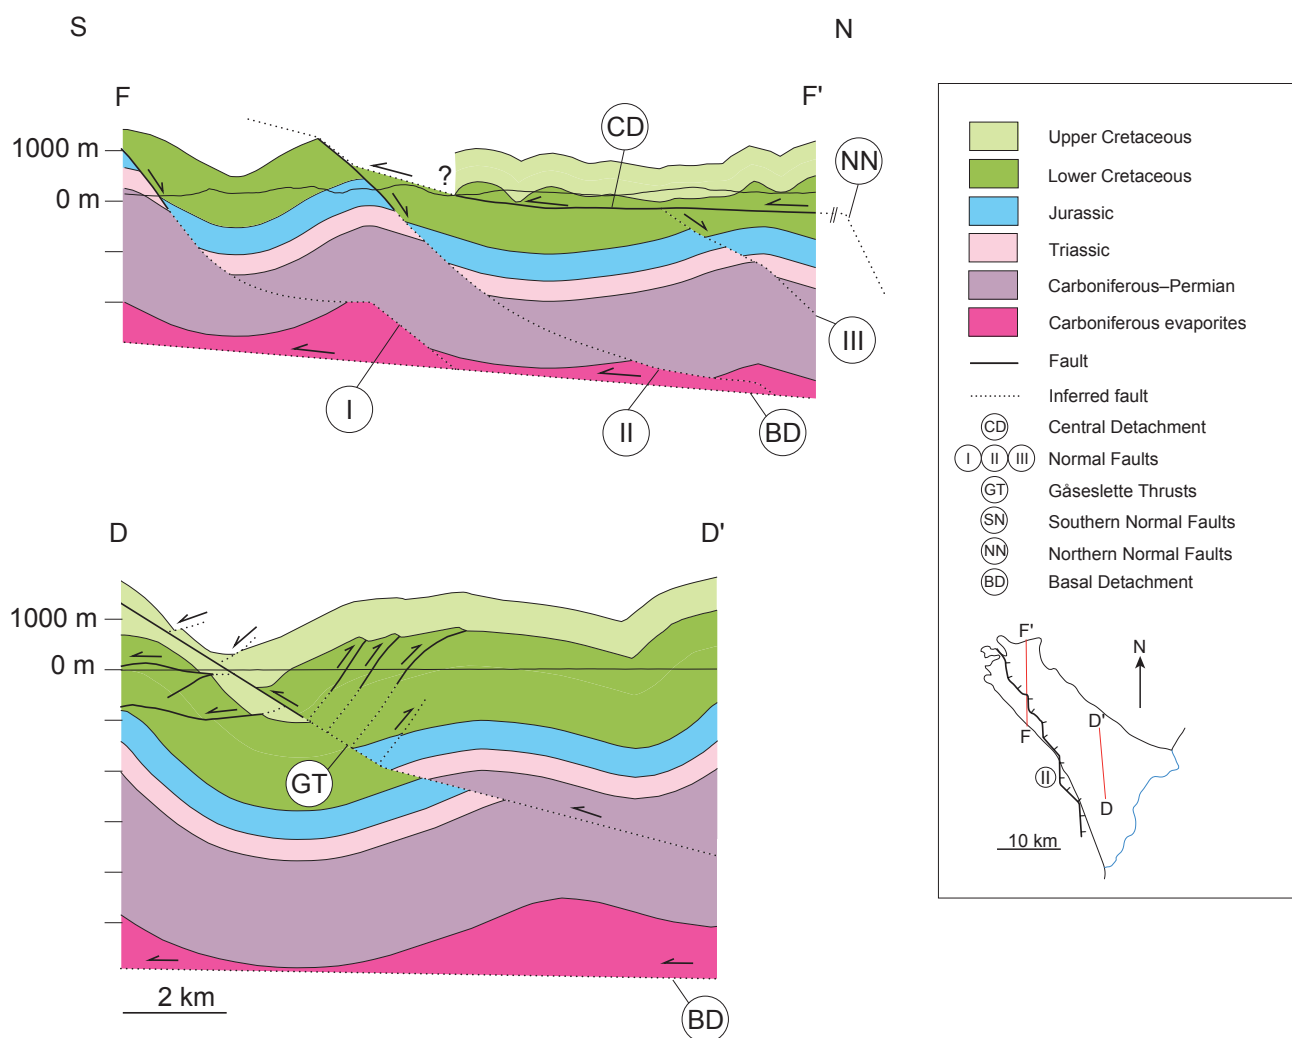 S
N
F
F'
1000 m
0 m
CD
NN
?
I
II
III
BD
D
D'
1000 m
0 m
GT
BD
2 km
Upper Cretaceous
Lower Cretaceous
Jurassic
Triassic
Carboniferous–Permian
Carboniferous evaporites
Fault
Inferred fault
CD Central Detachment
I II III Normal Faults
GT Gåseslette Thrusts
SN Southern Normal Faults
NN Northern Normal Faults
BD Basal Detachment
F'
N
D'
F
II
D
10 km